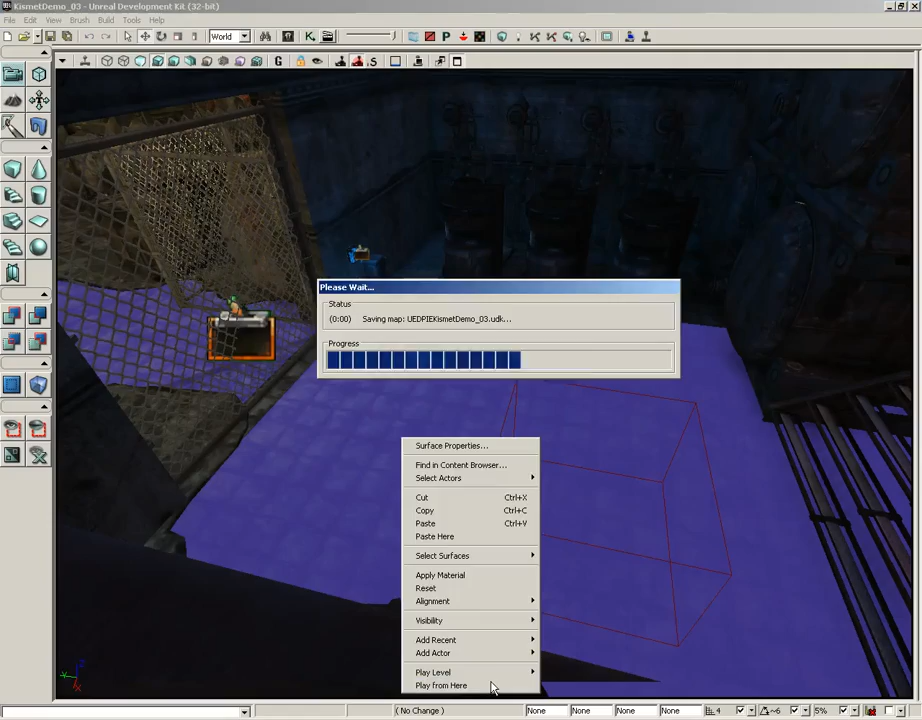 KismetDemo_03 - Unreal Development Kit (32-bit)
File Edit View Brush Build Tools Help
World
Please Wait...
Status
(0:00) Saving map: UEDPIEKismetDemo_03.udk...
Progress
Surface Properties...
Find in Content Browser...
Select Actors
Cut Ctrl+X
Copy Ctrl+C
Paste Ctrl+V
Paste Here
Select Surfaces
Apply Material
Reset
Alignment
Visibility
Add Recent
Add Actor
Play Level
Play from Here
( No Change ) None None None None 4 6 5%